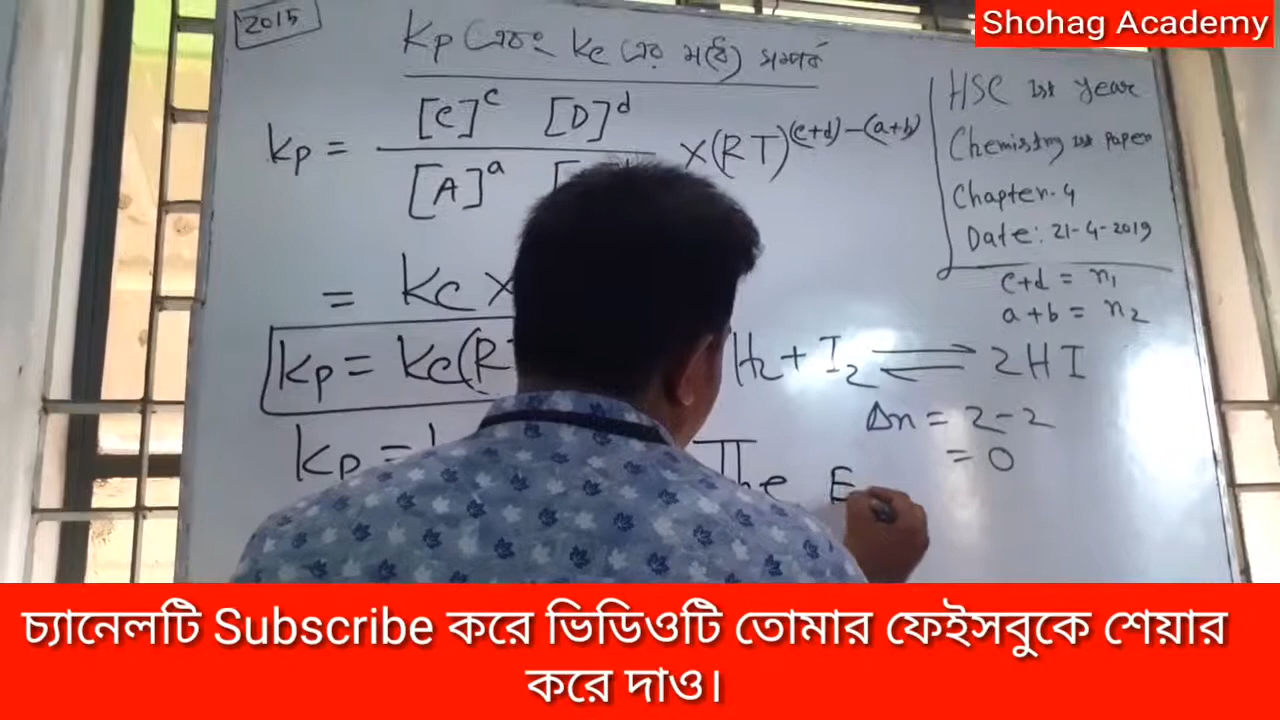 Shohag Academy
2015
Kp এবং Kc এর মধ্যে সম্পর্ক
HSC 1st year
Chemistry 1st paper
Chapter-4
Date: 21-4-2019
Kp = [C]^c [D]^d / [A]^a × (RT)^(c+d)-(a+b)
c+d = n₁
a+b = n₂
= Kc ×
Kp = Kc(R
H₂ + I₂ ⇌ 2HI
Δn = 2-2
= 0
Kp =
The E
চ্যানেলটি Subscribe করে ভিডিওটি তোমার ফেইসবুকে শেয়ার
করে দাও।